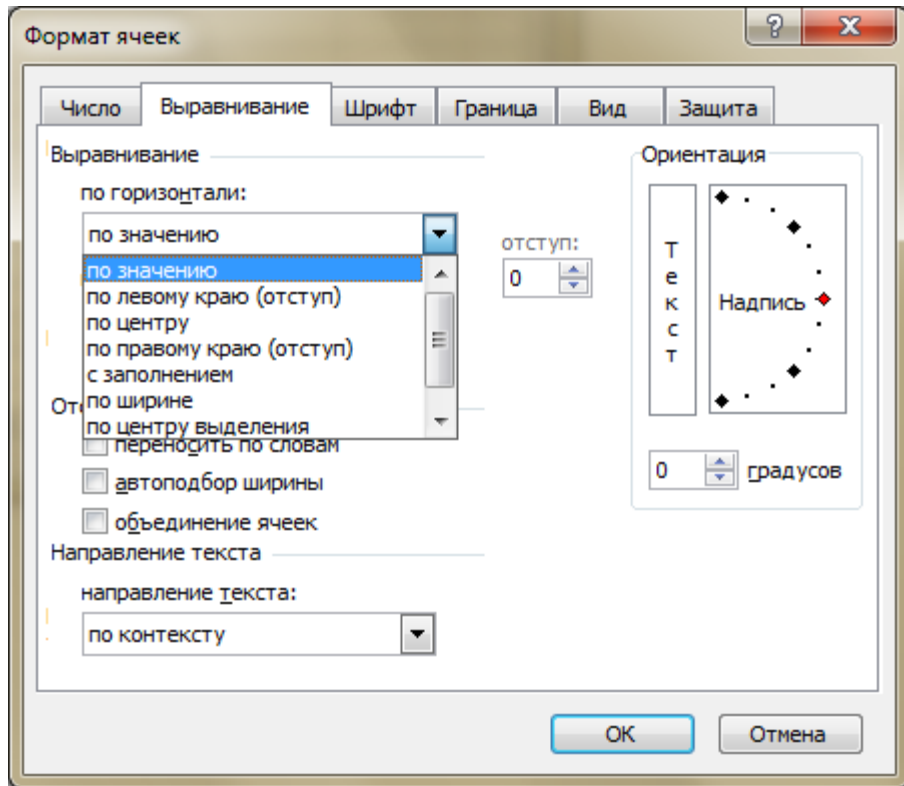 Формат ячеек
Число Выравнивание Шрифт Граница Вид Защита
Выравнивание
по горизонтали:
по значению
отступ:
0
по значению
по левому краю (отступ)
по центру
по правому краю (отступ)
с заполнением
по ширине
по центру выделения
переносить по словам
автоподбор ширины
объединение ячеек
Направление текста
направление текста:
по контексту
Ориентация
Текст
Надпись
0 градусов
ОК Отмена